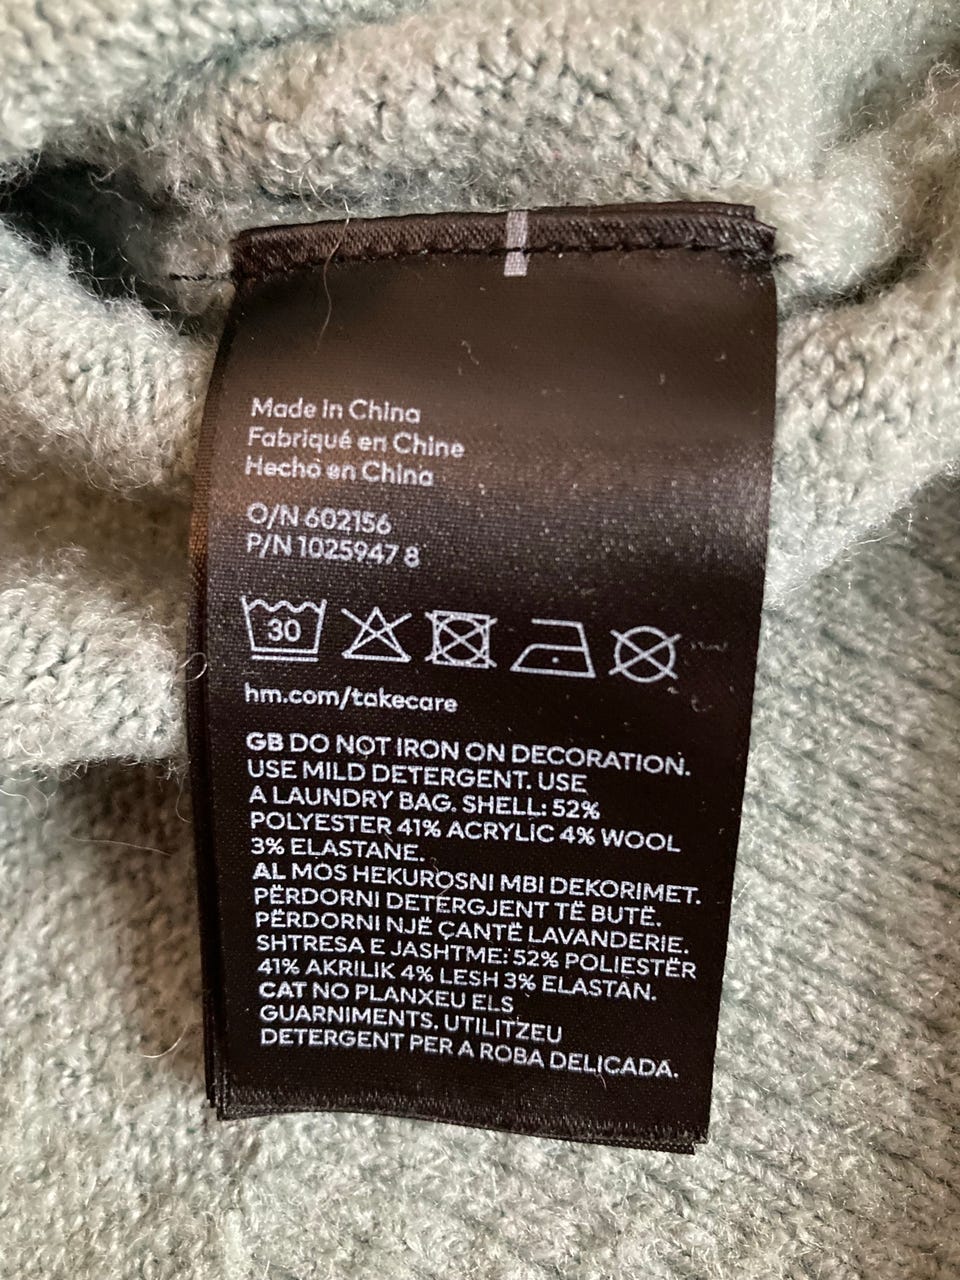 Made in China
Fabriqué en Chine
Hecho en China
O/N 602156
P/N 1025947 8
30
hm.com/takecare
GB DO NOT IRON ON DECORATION.
USE MILD DETERGENT. USE
A LAUNDRY BAG. SHELL: 52%
POLYESTER 41% ACRYLIC 4% WOOL
3% ELASTANE.
AL MOS HEKUROSNI MBI DEKORIMET.
PËRDORNI DETERGJENT TË BUTË.
PËRDORNI NJË ÇANTË LAVANDERIE.
SHTRESA E JASHTME: 52% POLIESTËR
41% AKRILIK 4% LESH 3% ELASTAN.
CAT NO PLANXEU ELS
GUARNIMENTS. UTILITZEU
DETERGENT PER A ROBA DELICADA.